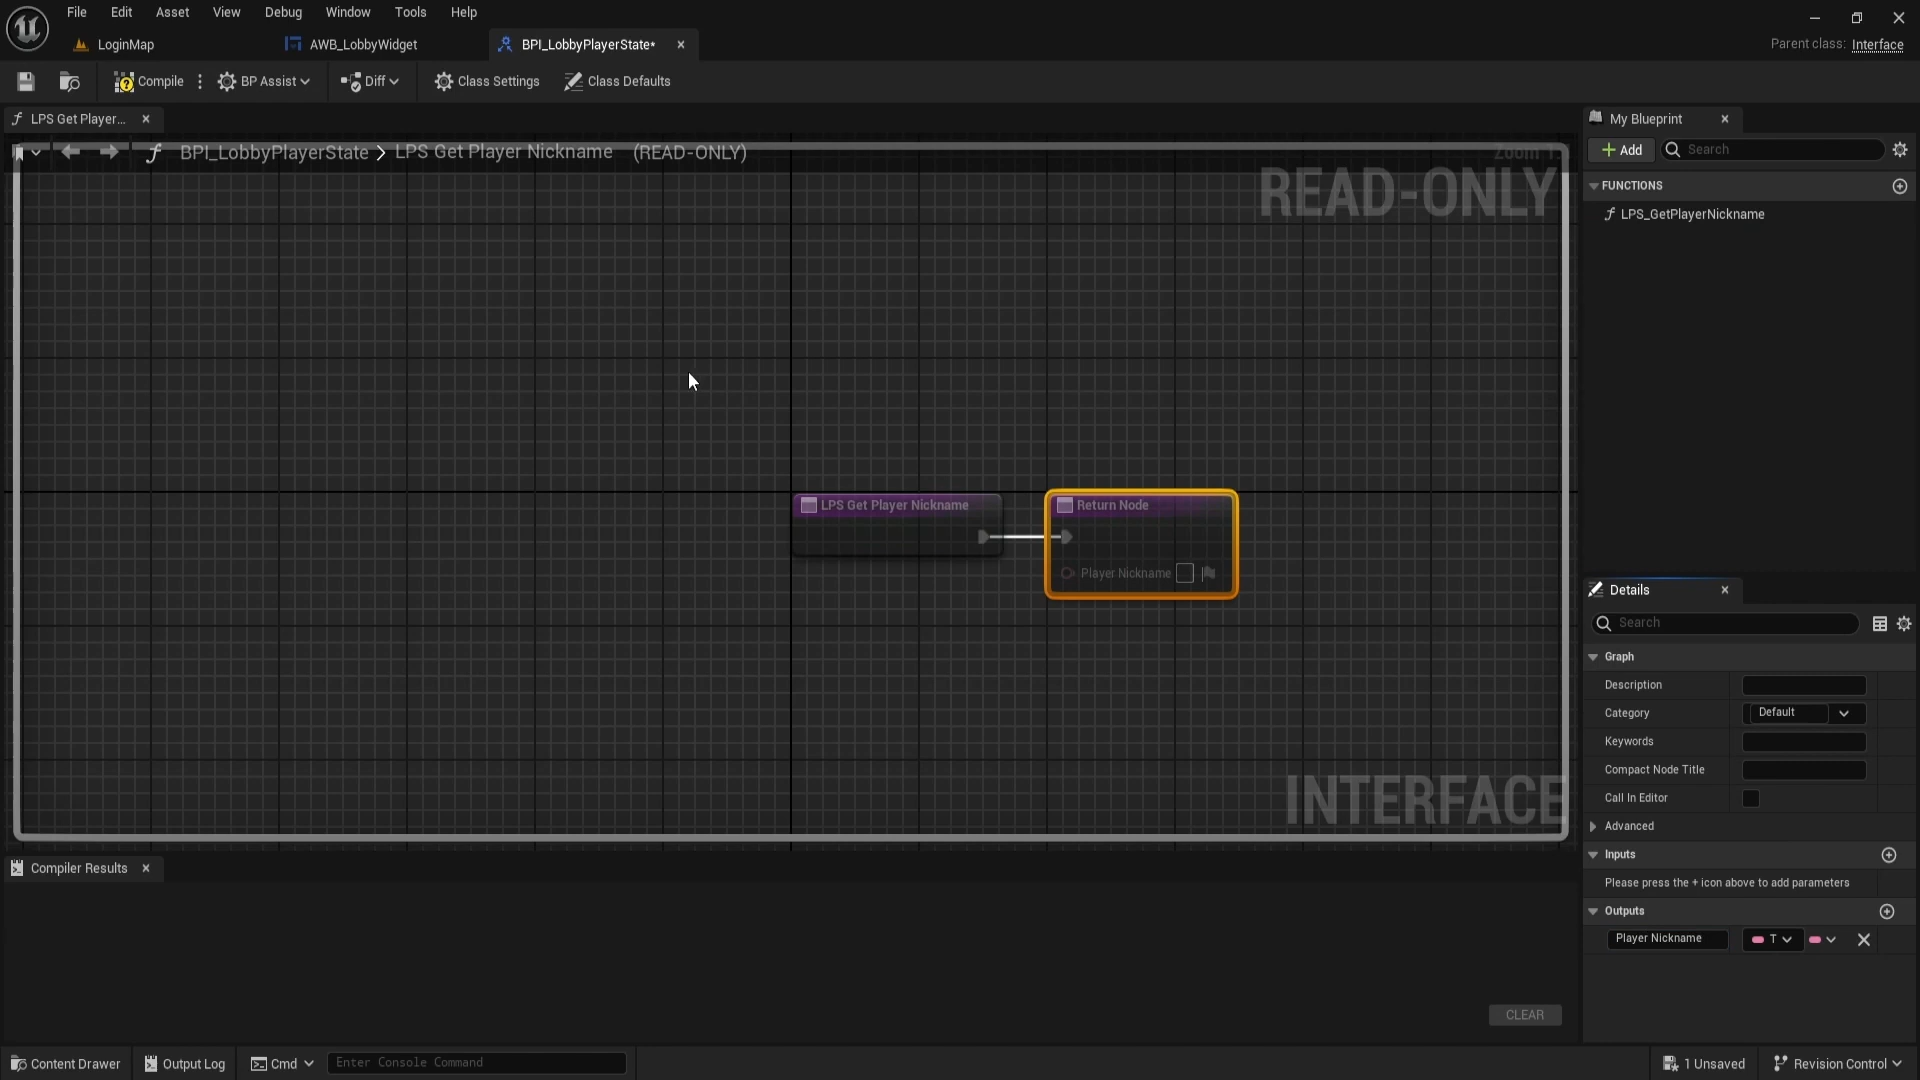 File Edit Asset View Debug Window Tools Help
LoginMap
AWB_LobbyWidget
BPI_LobbyPlayerState*
Parent class: Interface
Compile
BP Assist
Diff
Class Settings
Class Defaults
LPS Get Player...
My Blueprint
BPI_LobbyPlayerState > LPS Get Player Nickname (READ-ONLY)
Zoom 1:1
+ Add
Search
READ-ONLY
FUNCTIONS
LPS_GetPlayerNickname
LPS Get Player Nickname
Return Node
Player Nickname
Details
Search
Graph
Description
Category
Default
Keywords
Compact Node Title
Call In Editor
Advanced
INTERFACE
Inputs
Please press the + icon above to add parameters
Outputs
Player Nickname
T
Compiler Results
CLEAR
Content Drawer
Output Log
Cmd
Enter Console Command
1 Unsaved
Revision Control